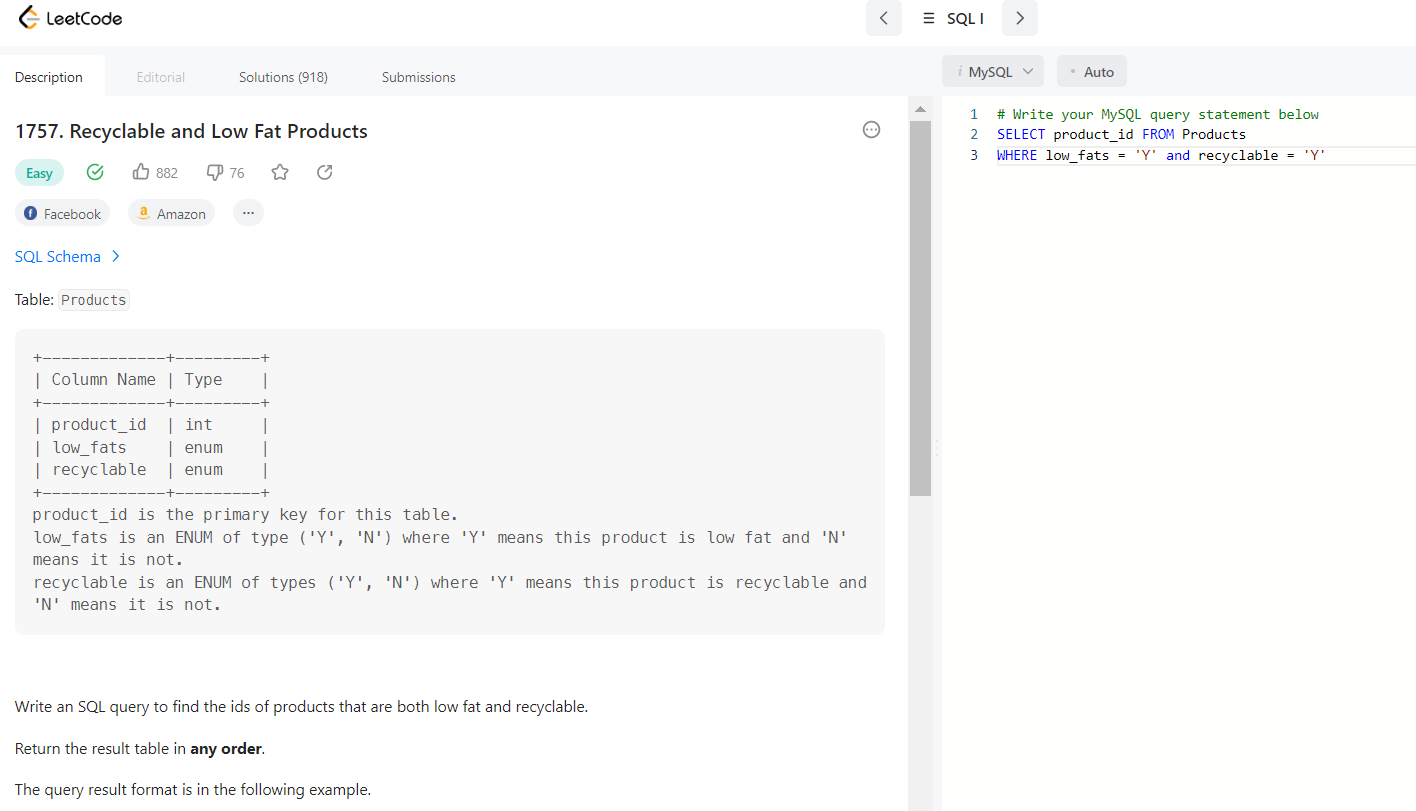 LeetCode
SQL I
Description
Editorial
Solutions (918)
Submissions
i MySQL
Auto
1757. Recyclable and Low Fat Products
Easy
882
76
Facebook
Amazon
SQL Schema
Table: Products
+-------------+---------+
| Column Name | Type    |
+-------------+---------+
| product_id  | int     |
| low_fats    | enum    |
| recyclable  | enum    |
+-------------+---------+
product_id is the primary key for this table.
low_fats is an ENUM of type ('Y', 'N') where 'Y' means this product is low fat and 'N'
means it is not.
recyclable is an ENUM of types ('Y', 'N') where 'Y' means this product is recyclable and
'N' means it is not.
Write an SQL query to find the ids of products that are both low fat and recyclable.
Return the result table in any order.
The query result format is in the following example.
1 # Write your MySQL query statement below
2 SELECT product_id FROM Products
3 WHERE low_fats = 'Y' and recyclable = 'Y'